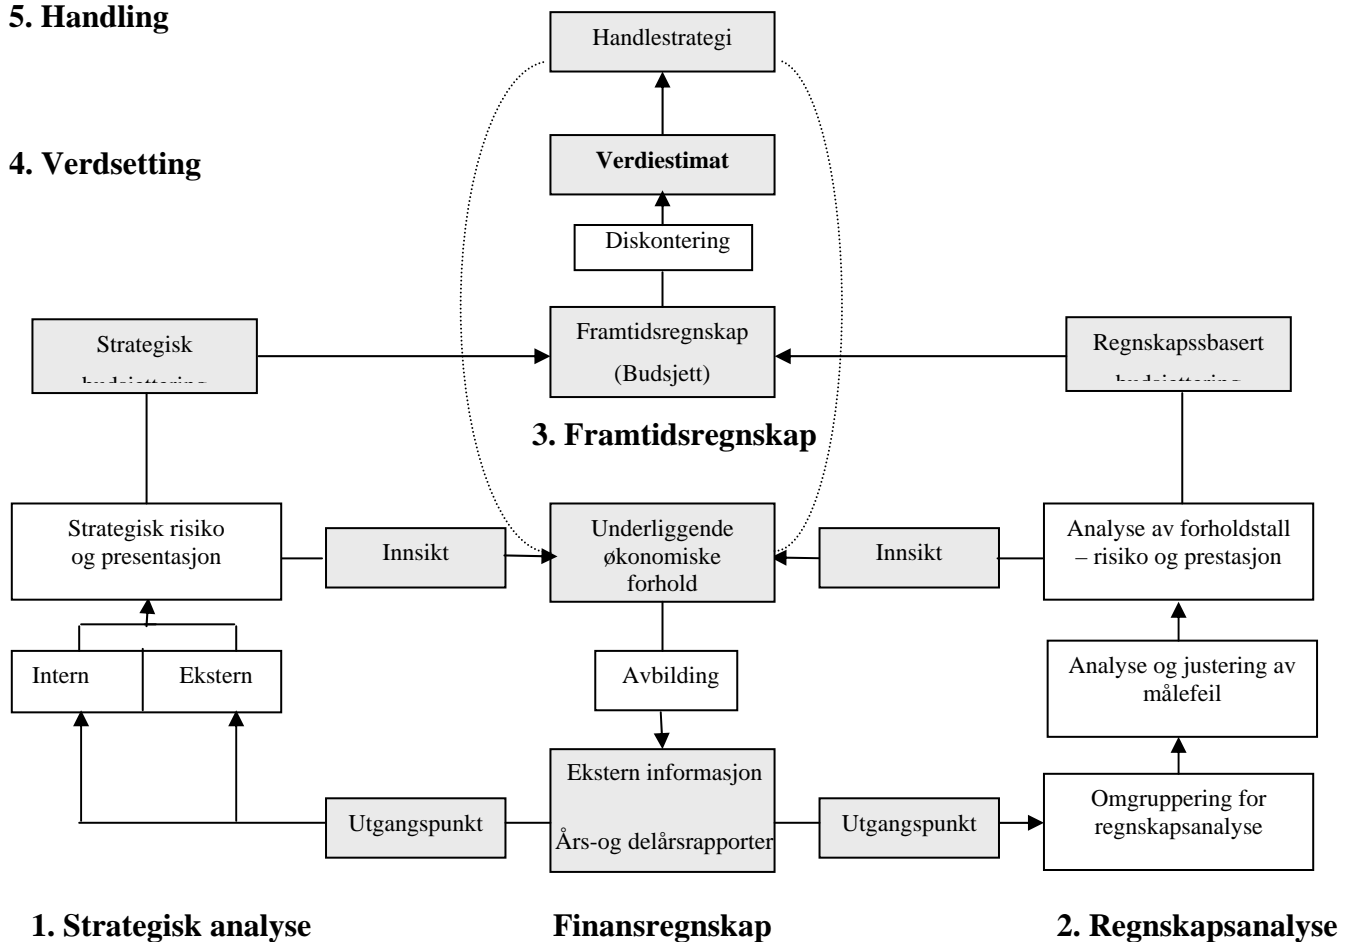 5. Handling
Handlestrategi
4. Verdsetting
Verdiestimat
Diskontering
Strategisk
Framtidsregnskap
(Budsjett)
Regnskapssbasert
3. Framtidsregnskap
Strategisk risiko
og presentasjon
Innsikt
Underliggende
økonomiske
forhold
Innsikt
Analyse av forholdstall
– risiko og prestasjon
Intern
Ekstern
Avbilding
Analyse og justering av
målefeil
Utgangspunkt
Ekstern informasjon
Års-og delårsrapporter
Utgangspunkt
Omgruppering for
regnskapsanalyse
1. Strategisk analyse
Finansregnskap
2. Regnskapsanalyse